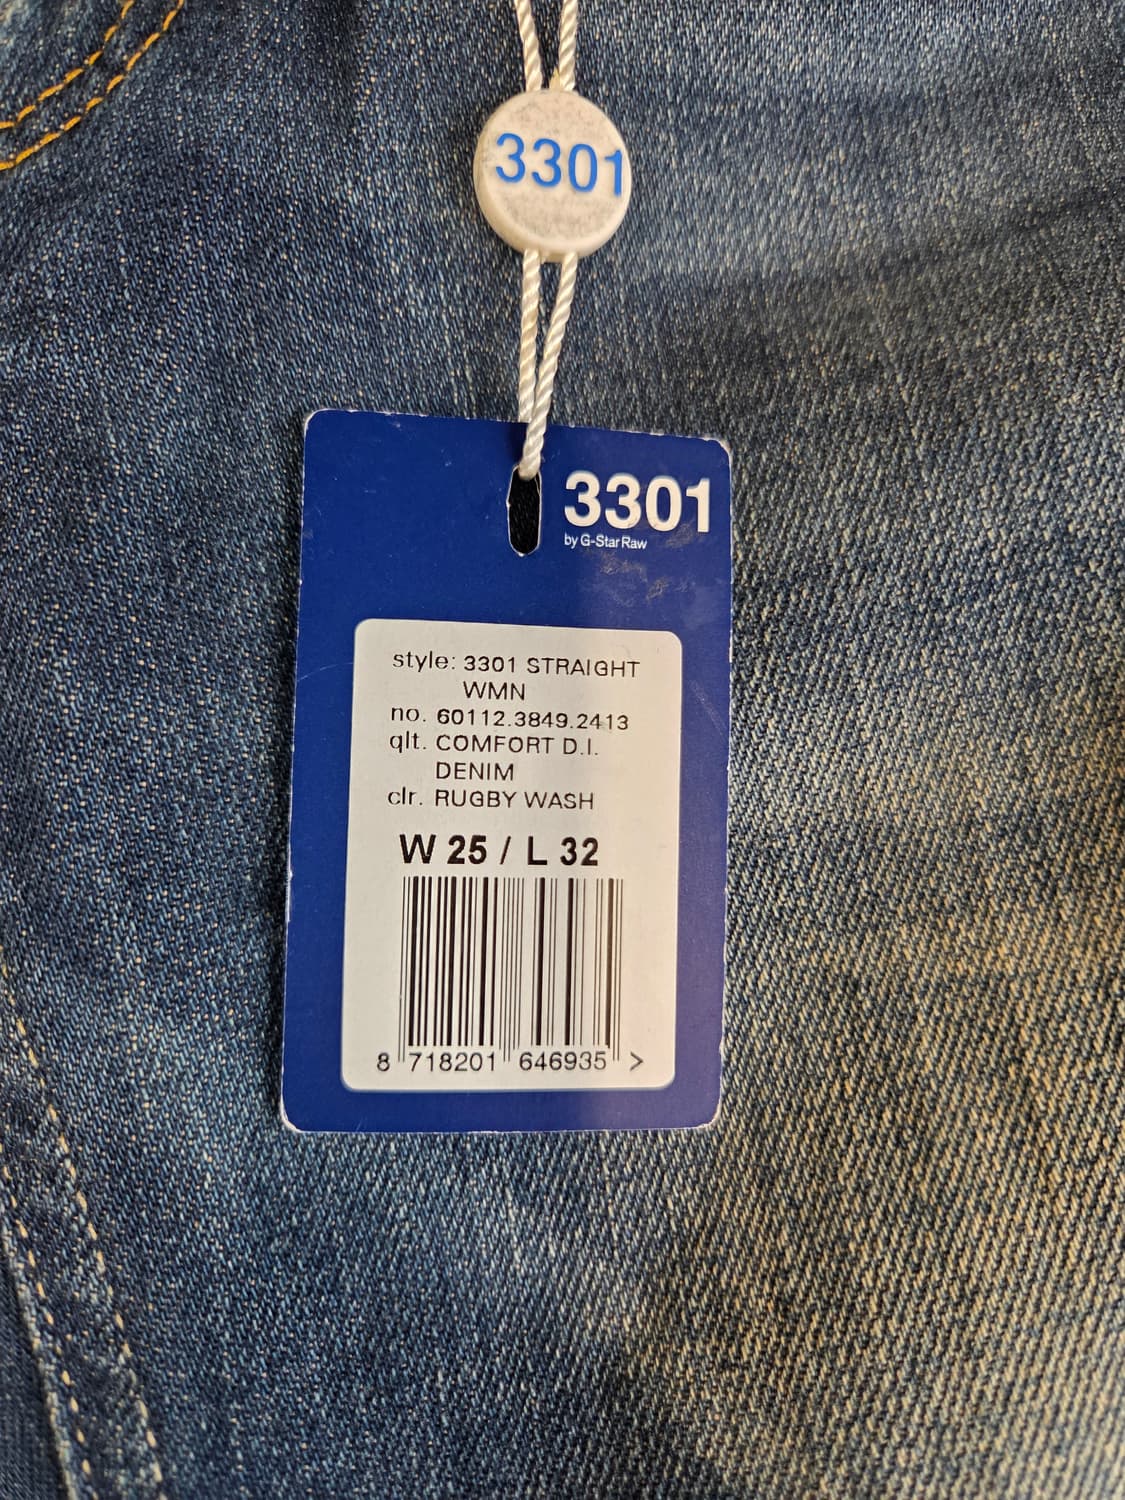 3301
3301
by G-Star Raw
style: 3301 STRAIGHT
WMN
no. 60112.3849.2413
qlt. COMFORT D.I.
DENIM
clr. RUGBY WASH
W 25 / L 32
8 718201 646935 >